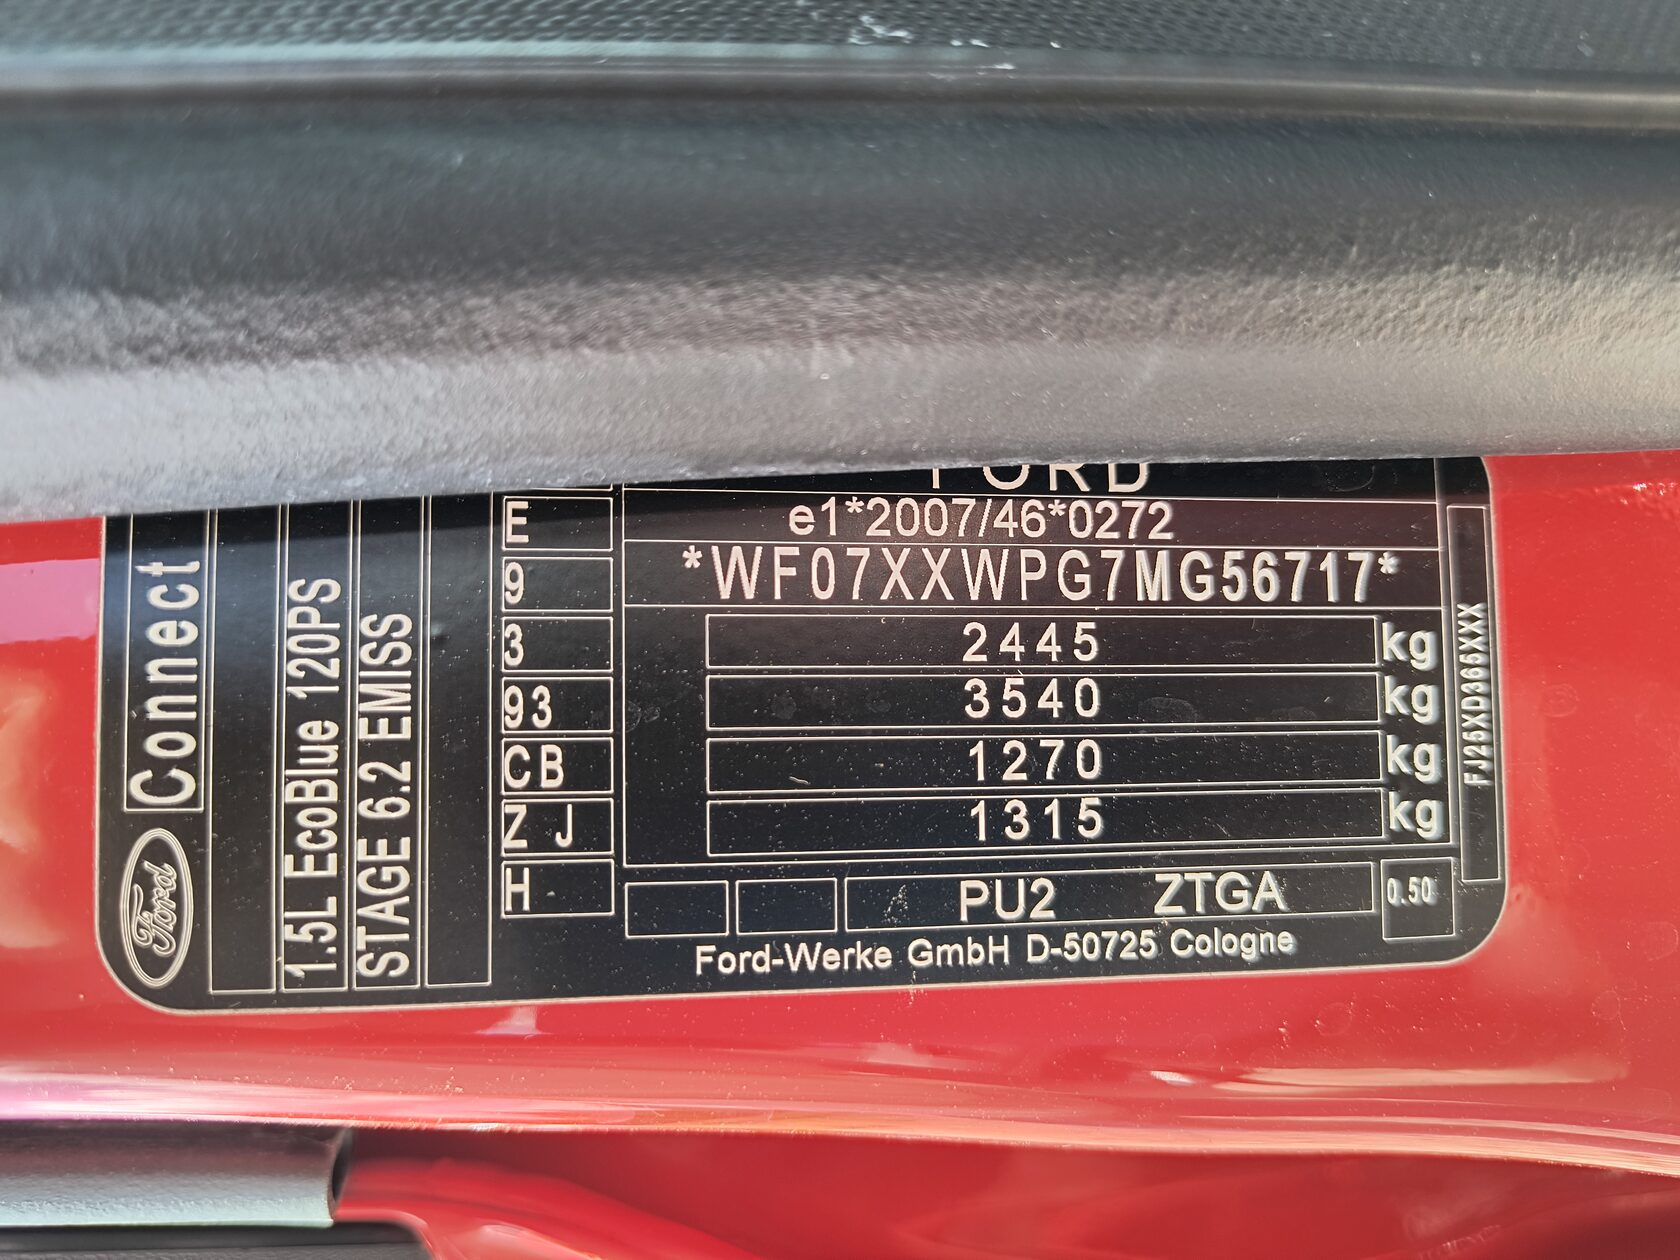 FORD
e1*2007/46*0272
*WF07XXWPG7MG56717*
2445 kg
3540 kg
1270 kg
1315 kg
PU2 ZTGA 0.50
Ford-Werke GmbH D-50725 Cologne
E
9
3
93
CB
Z J
H
Ford Connect
1.5L EcoBlue 120PS
STAGE 6.2 EMISS
FJ25XD365XXX